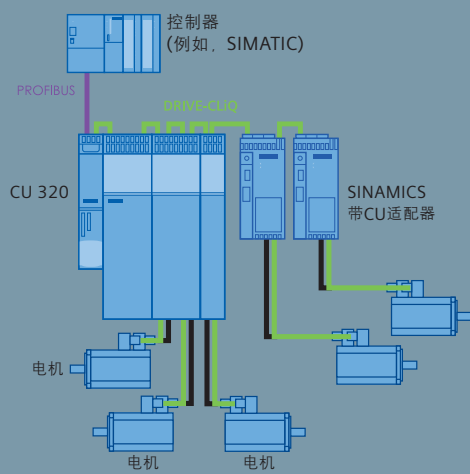 控制器
(例如, SIMATIC)
PROFIBUS
DRIVE-CLiQ
CU 320
SINAMICS
带CU适配器
电机
电机
电机